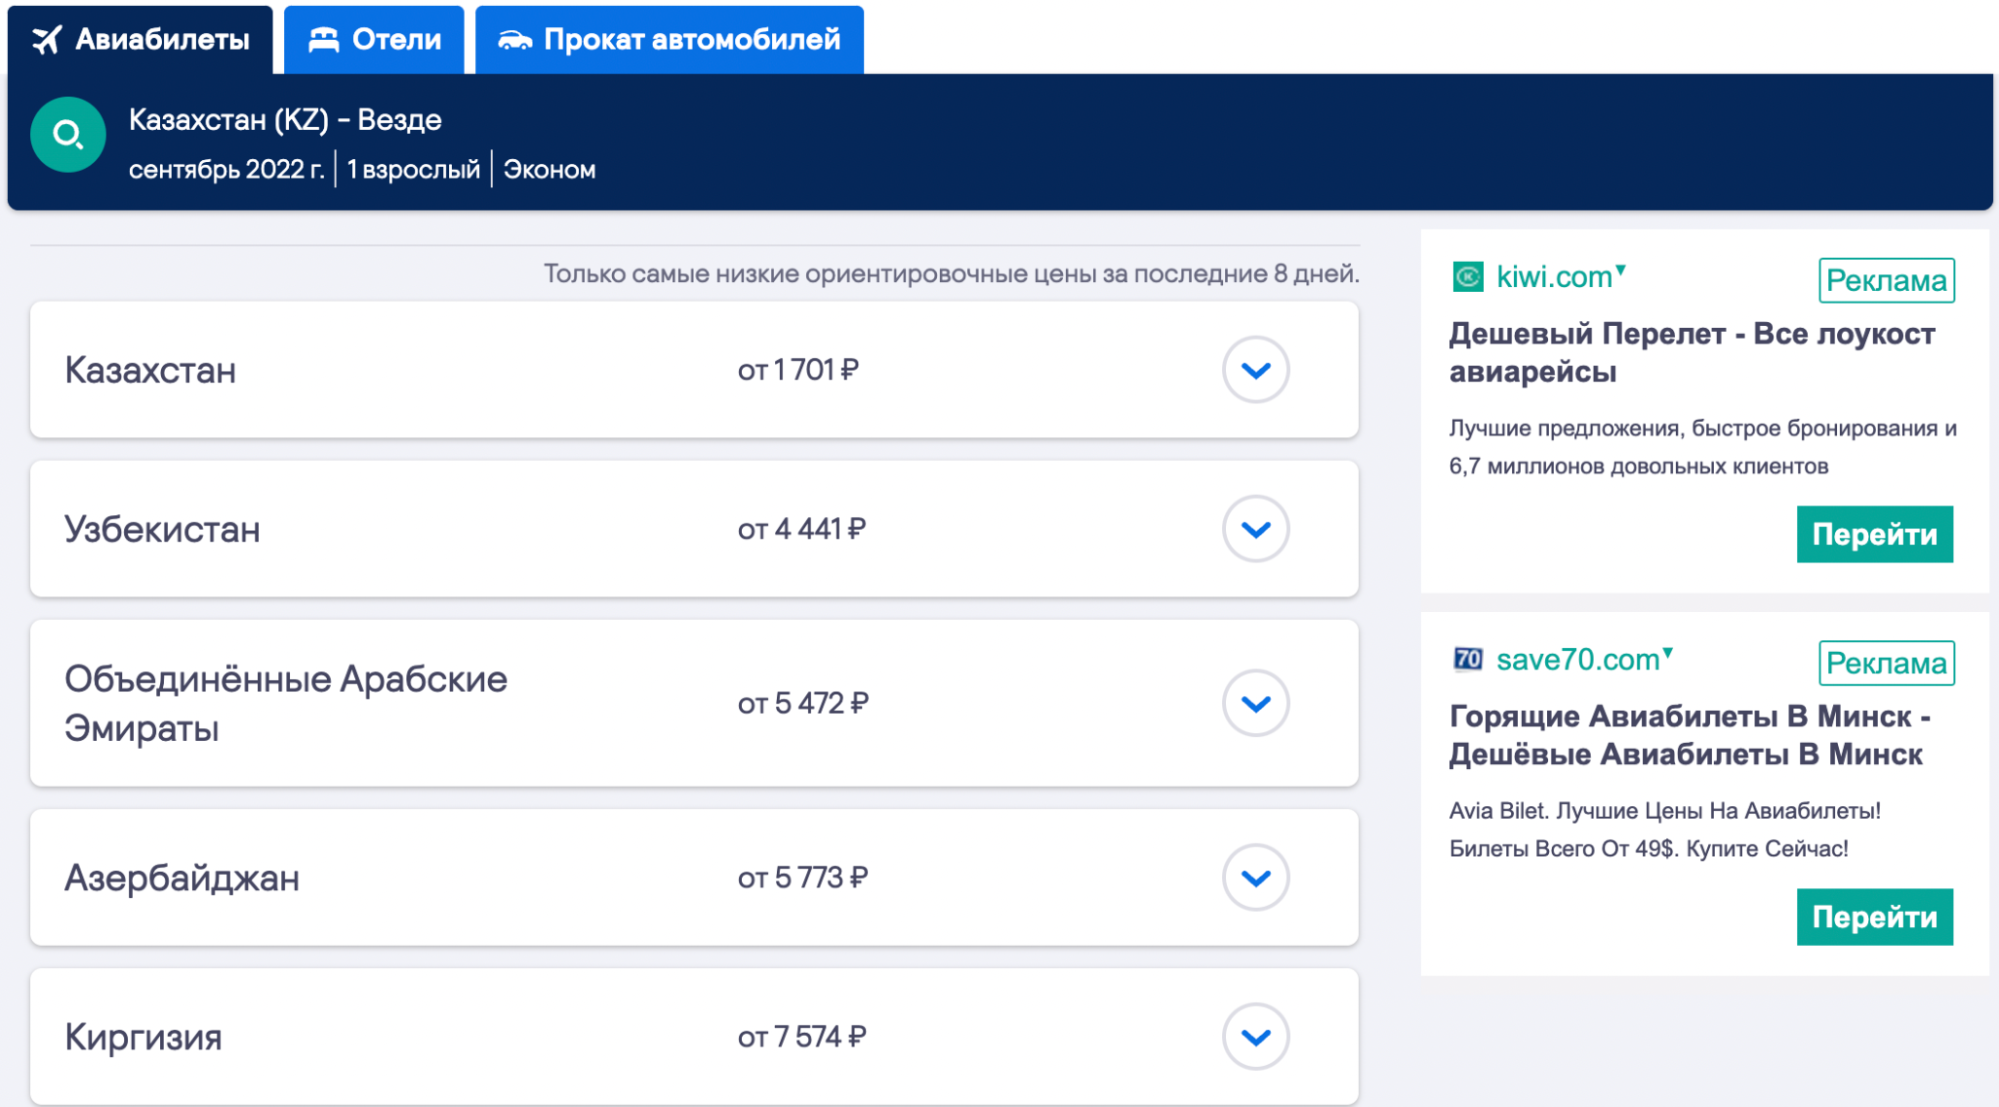 Авиабилеты
Отели
Прокат автомобилей
Казахстан (KZ) - Везде
сентябрь 2022 г. | 1 взрослый | Эконом
Только самые низкие ориентировочные цены за последние 8 дней.
Казахстан
от 1 701 ₽
Узбекистан
от 4 441 ₽
Объединённые Арабские
Эмираты
от 5 472 ₽
Азербайджан
от 5 773 ₽
Киргизия
от 7 574 ₽
kiwi.com
Реклама
Дешевый Перелет - Все лоукост
авиарейсы
Лучшие предложения, быстрое бронирования и
6,7 миллионов довольных клиентов
Перейти
70 save70.com
Реклама
Горящие Авиабилеты В Минск -
Дешёвые Авиабилеты В Минск
Avia Bilet. Лучшие Цены На Авиабилеты!
Билеты Всего От 49$. Купите Сейчас!
Перейти